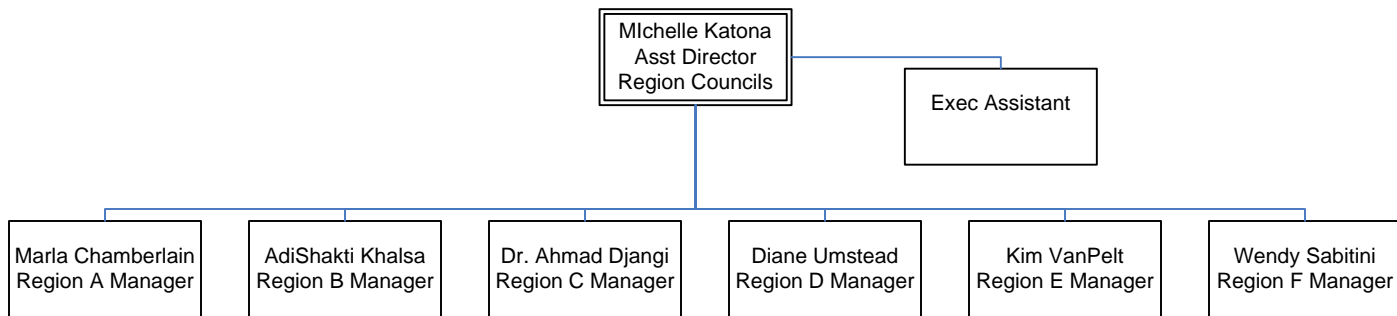 MIchelle Katona
Asst Director
Region Councils
Exec Assistant
Marla Chamberlain
Region A Manager
AdiShakti Khalsa
Region B Manager
Dr. Ahmad Djangi
Region C Manager
Diane Umstead
Region D Manager
Kim VanPelt
Region E Manager
Wendy Sabitini
Region F Manager